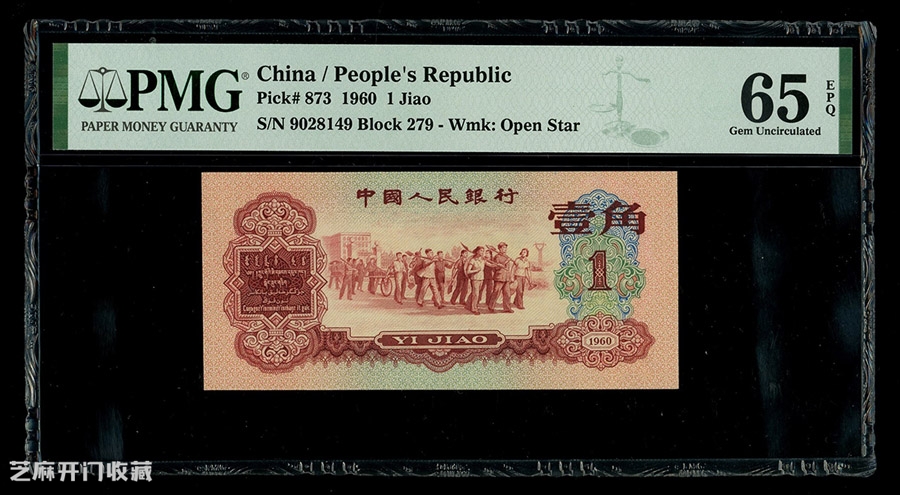 PMG®
PAPER MONEY GUARANTY
China / People's Republic
Pick# 873 1960 1 Jiao
S/N 9028149 Block 279 - Wmk: Open Star
65 EPQ
Gem Uncirculated
中國人民銀行
壹角
1
YI JIAO
1960
芝麻开门收藏